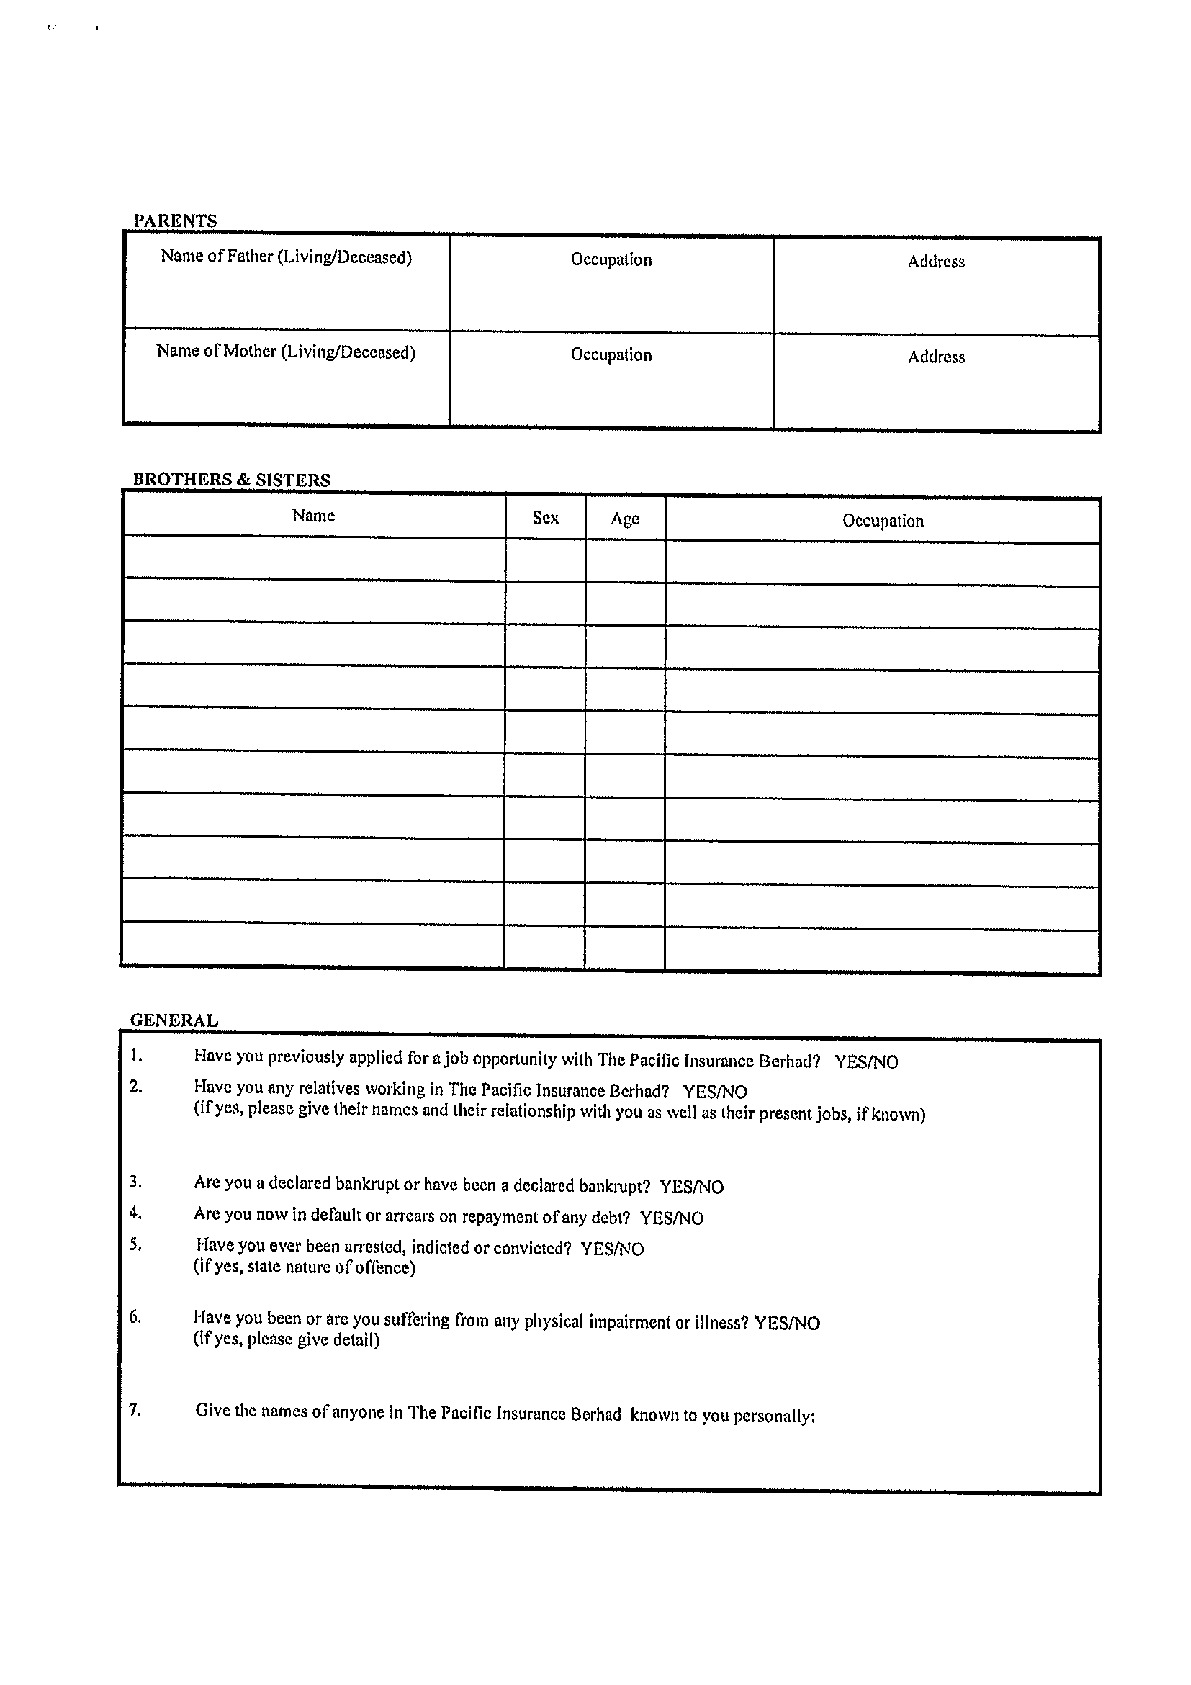 PARENTS
Name of Father (Living/Deceased) Occupation Address
Name of Mother (Living/Deceased) Occupation Address
BROTHERS & SISTERS
Name Sex Age Occupation
GENERAL
1. Have you previously applied for a job opportunity with The Pacific Insurance Berhad? YES/NO
2. Have you any relatives working in The Pacific Insurance Berhad? YES/NO
(if yes, please give their names and their relationship with you as well as their present jobs, if known)
3. Are you a declared bankrupt or have been a declared bankrupt? YES/NO
4. Are you now in default or arrears on repayment of any debt? YES/NO
5. Have you ever been arrested, indicted or convicted? YES/NO
(if yes, state nature of offence)
6. Have you been or are you suffering from any physical impairment or illness? YES/NO
(if yes, please give detail)
7. Give the names of anyone in The Pacific Insurance Berhad known to you personally: